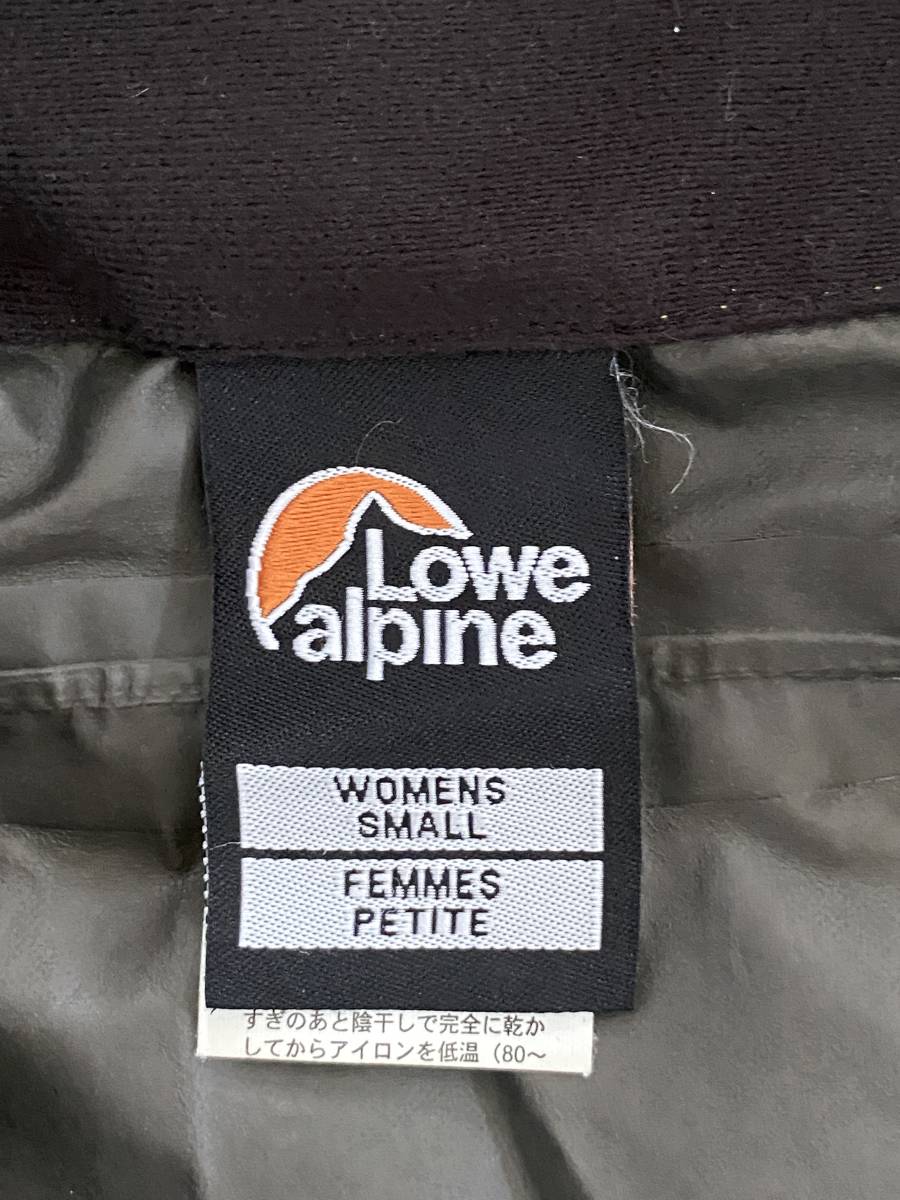 Lowe
alpine
WOMENS
SMALL
FEMMES
PETITE
すぎのあと陰干しで完全に乾か
してからアイロンを低温（80～